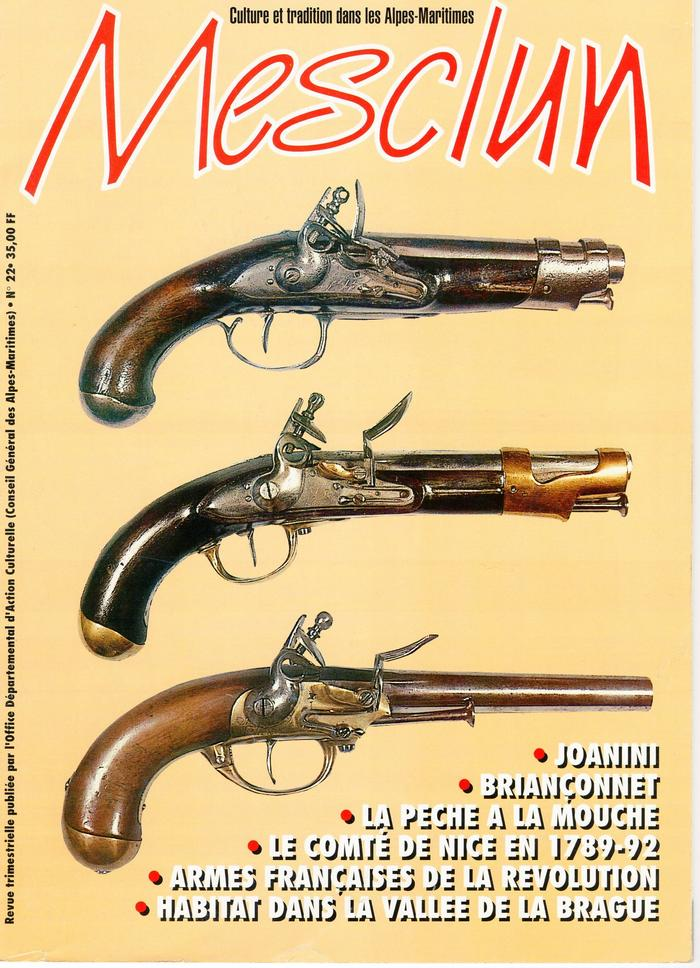 Culture et tradition dans les Alpes-Maritimes
Mesclun
Revue trimestrielle publiée par l'Office Départemental d'Action Culturelle (Conseil Général des Alpes-Maritimes) • N° 22• 35,00 FF
• JOANINI
• BRIANÇONNET
• LA PECHE A LA MOUCHE
• LE COMTÉ DE NICE EN 1789-92
• ARMES FRANÇAISES DE LA REVOLUTION
• HABITAT DANS LA VALLEE DE LA BRAGUE